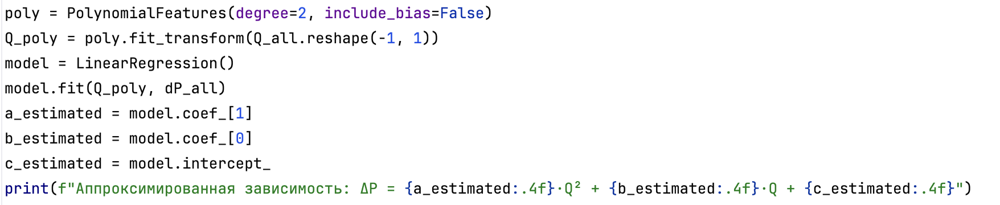 poly = PolynomialFeatures(degree=2, include_bias=False)
Q_poly = poly.fit_transform(Q_all.reshape(-1, 1))
model = LinearRegression()
model.fit(Q_poly, dP_all)
a_estimated = model.coef_[1]
b_estimated = model.coef_[0]
c_estimated = model.intercept_
print(f"Аппроксимированная зависимость: ΔP = {a_estimated:.4f}·Q² + {b_estimated:.4f}·Q + {c_estimated:.4f}")